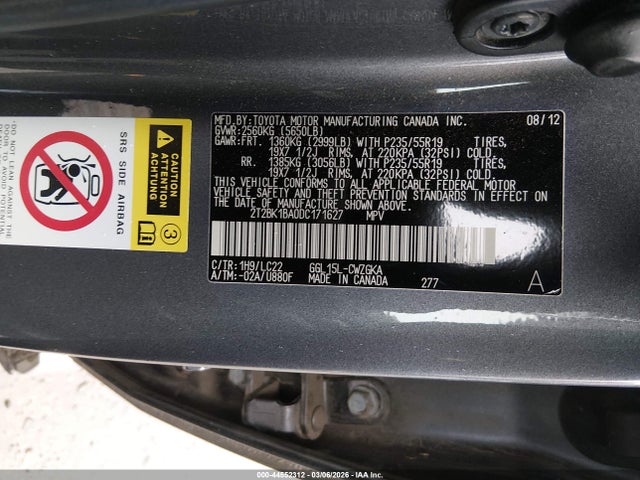 MFD.BY:TOYOTA MOTOR MANUFACTURING CANADA INC. 08/12
GVWR:2560KG (5650LB)
GAWR:FRT. 1360KG (2999LB) WITH P235/55R19 TIRES,
19X7 1/2J RIMS, AT 220KPA (32PSI) COLD.
RR. 1385KG (3056LB) WITH P235/55R19 TIRES,
19X7 1/2J RIMS, AT 220KPA (32PSI) COLD.
THIS VEHICLE CONFORMS TO ALL APPLICABLE FEDERAL MOTOR
VEHICLE SAFETY AND THEFT PREVENTION STANDARDS IN EFFECT
ON THE DATE OF MANUFACTURE SHOWN ABOVE.
2T2BK1BA0DC171627 MPV
C/TR:1H9/LC22 GGL15L-CWZGKA
A/TM:-02A/U880F MADE IN CANADA 277 A
CAUTION
SRS SIDE AIRBAG
3
000-44552312 - 03/06/2026 - IAAI.COM